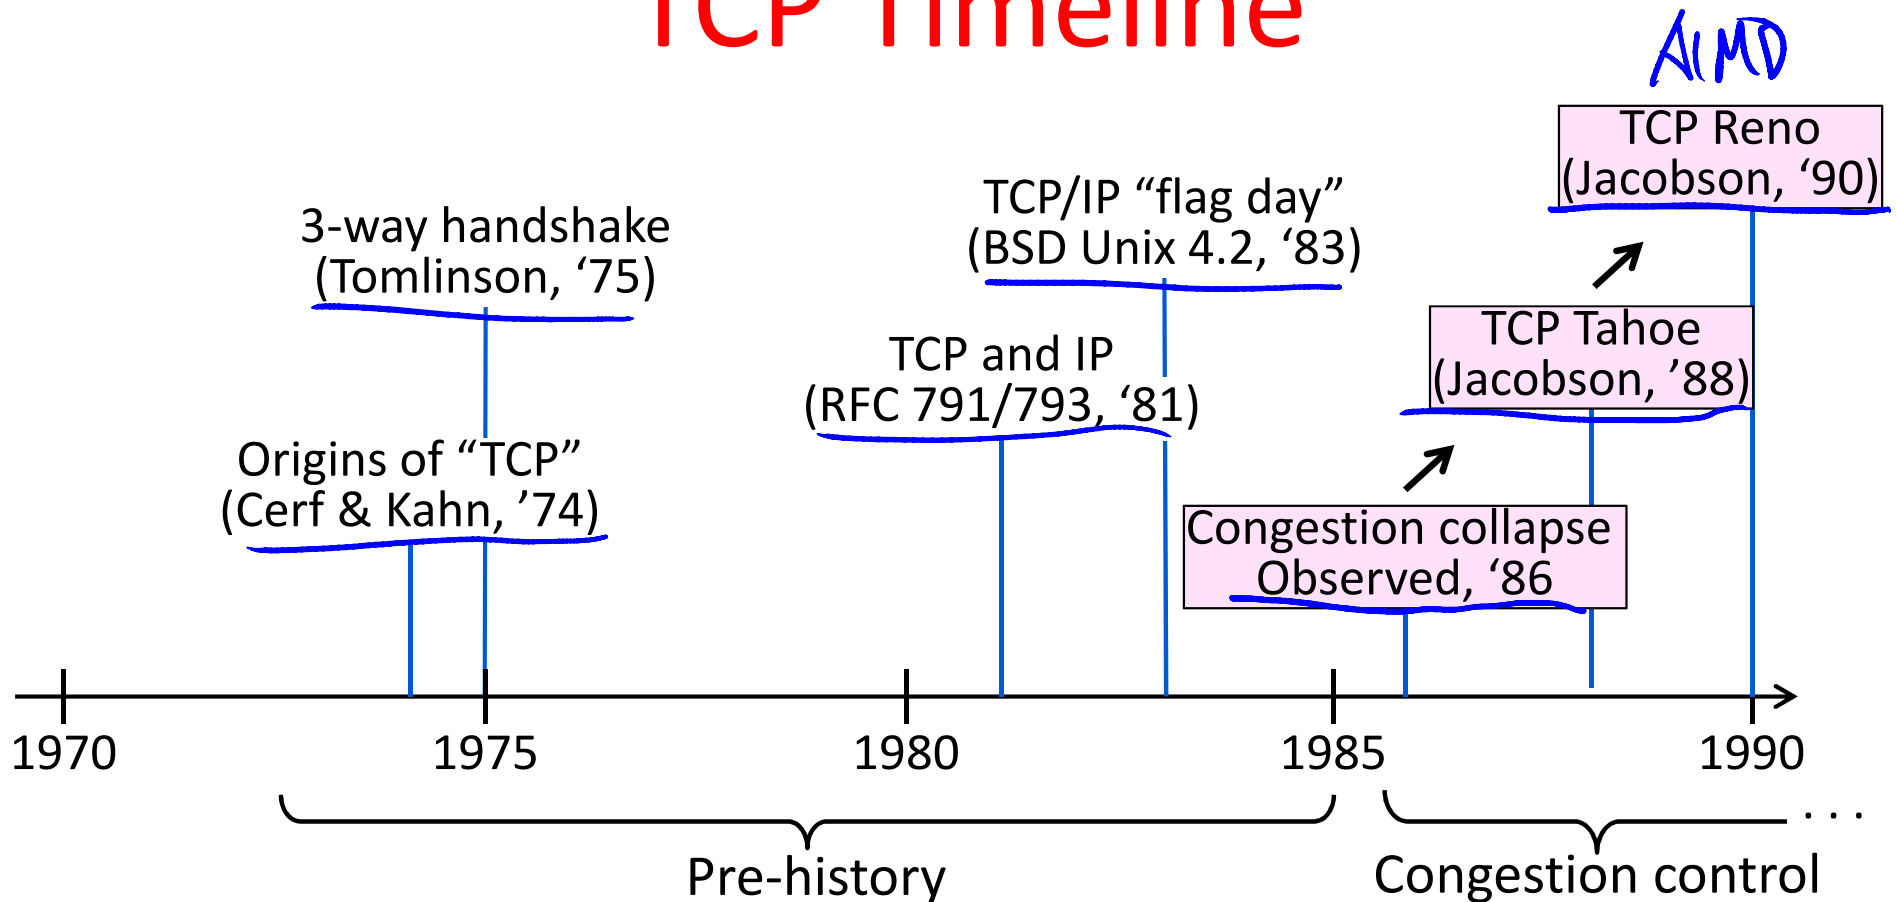 TCP Timeline
AIMD
TCP Reno
(Jacobson, ‘90)
3-way handshake
(Tomlinson, ‘75)
TCP/IP “flag day”
(BSD Unix 4.2, ‘83)
TCP and IP
(RFC 791/793, ‘81)
TCP Tahoe
(Jacobson, ’88)
Origins of “TCP”
(Cerf & Kahn, ’74)
Congestion collapse
Observed, ‘86
1970 1975 1980 1985 1990
Pre-history
Congestion control
. . .